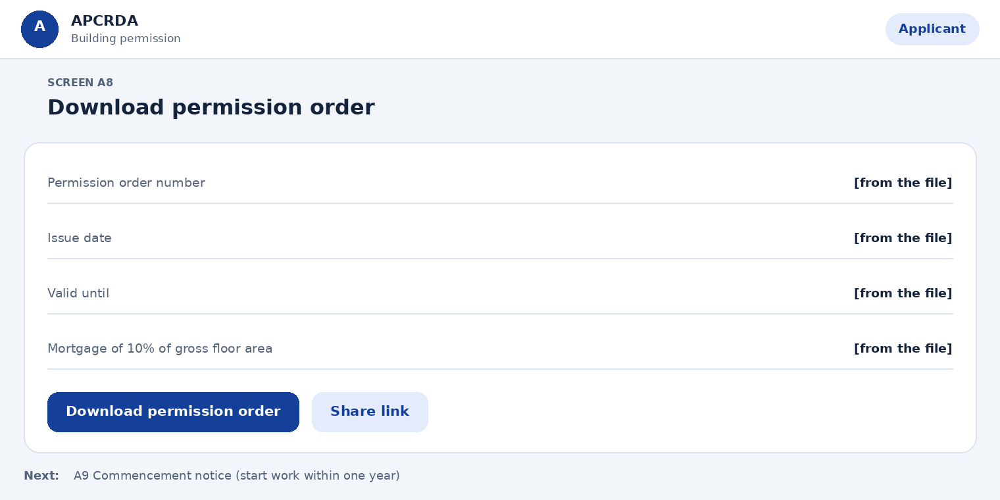 A
APCRDA
Building permission
Applicant
SCREEN A8
Download permission order
Permission order number [from the file]
Issue date [from the file]
Valid until [from the file]
Mortgage of 10% of gross floor area [from the file]
Download permission order Share link
Next: A9 Commencement notice (start work within one year)